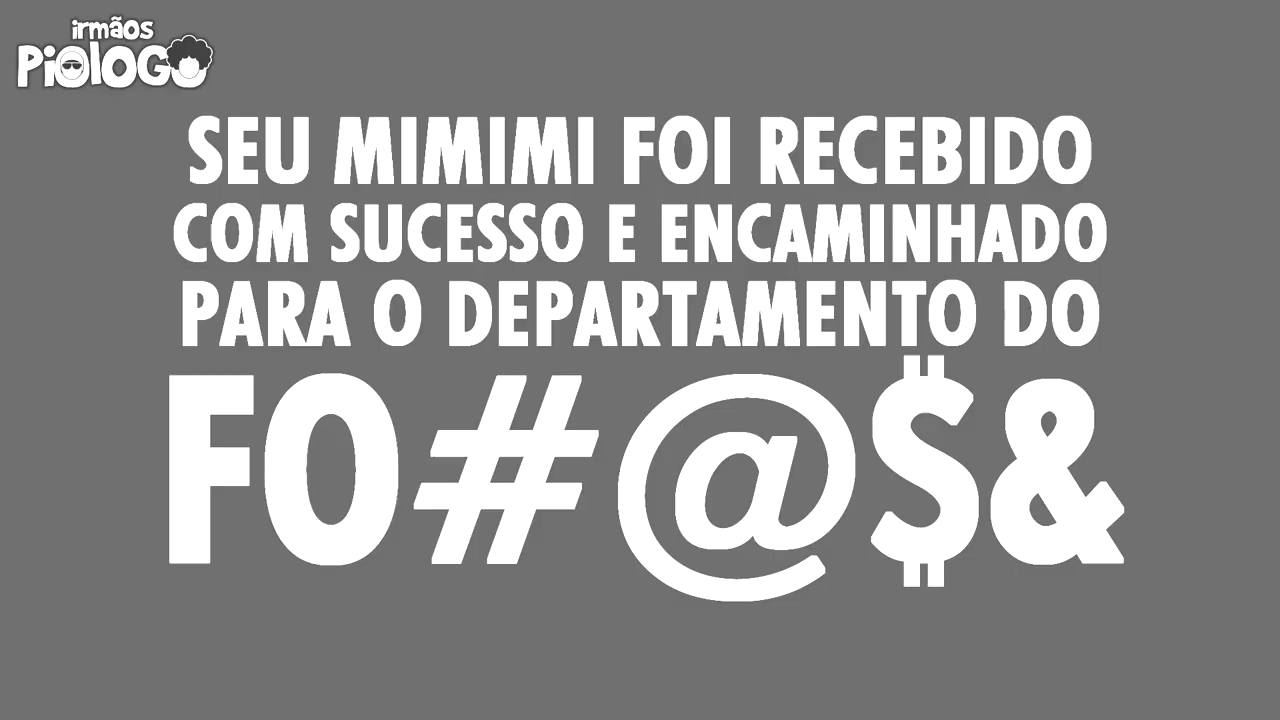 irmãos
PiOLOGO
SEU MIMIMI FOI RECEBIDO
COM SUCESSO E ENCAMINHADO
PARA O DEPARTAMENTO DO
FO#@$&